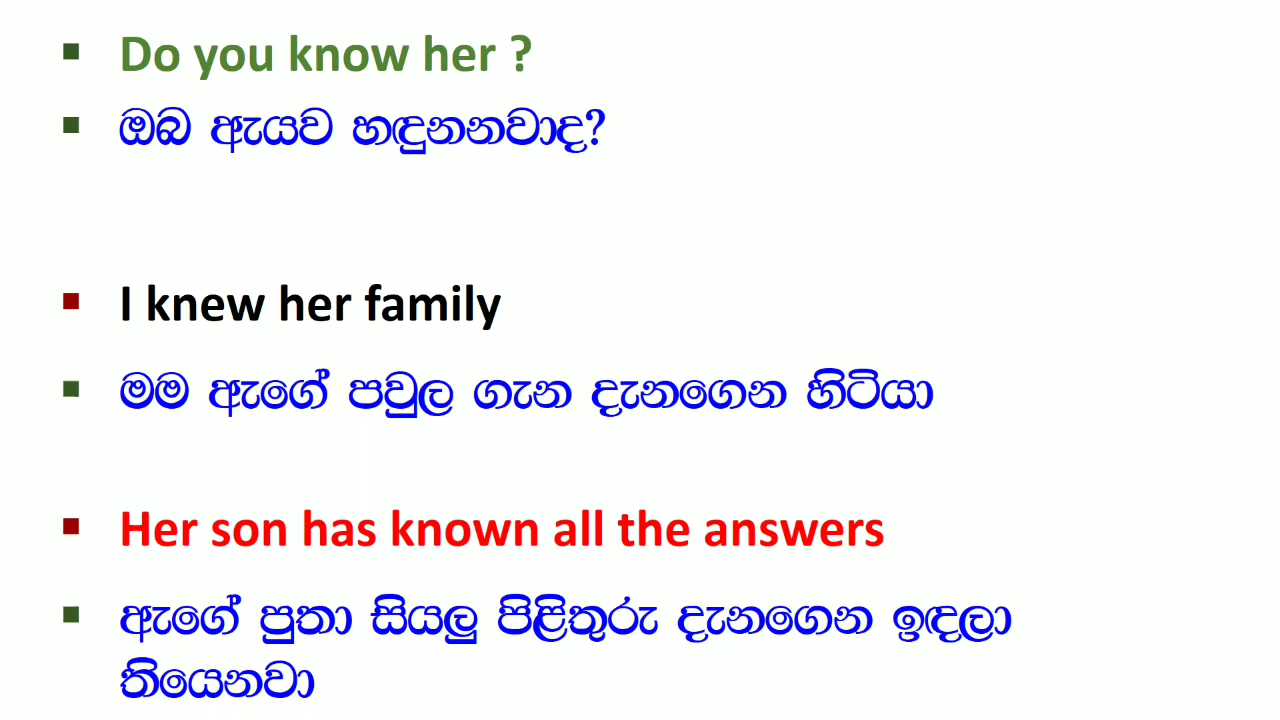 Do you know her ?
ඔබ ඇයව හඳුනනවාද?
I knew her family
මම ඇගේ පවුල ගැන දැනගෙන හිටියා
Her son has known all the answers
ඇගේ පුතා සියලු පිළිතුරු දැනගෙන ඉඳලා
තියෙනවා